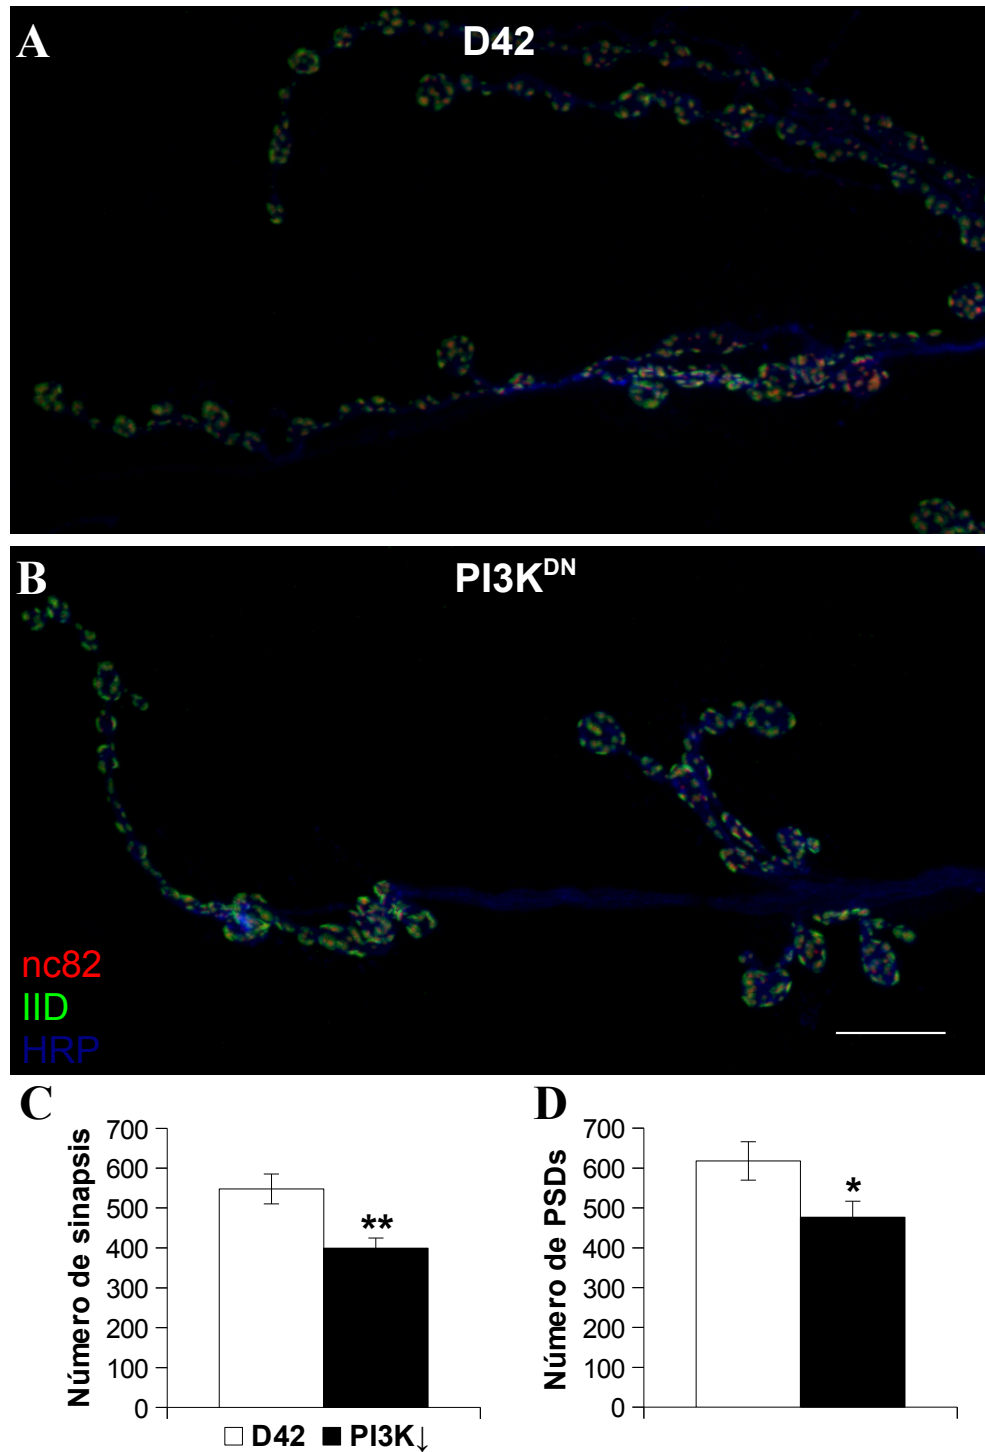 A
D42
B
PI3K^DN
nc82
IID
HRP
C
D
Número de sinapsis
700
600
500
400
300
200
100
0
**
Número de PSDs
700
600
500
400
300
200
100
0
*
□ D42 ■ PI3K↓